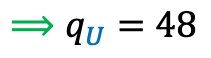 ⟹ q_U = 48